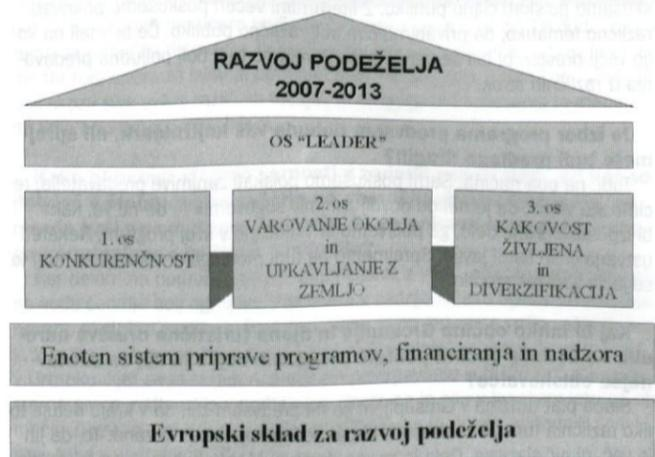 RAZVOJ PODEŽELJA
2007-2013
OS "LEADER"
1. os
KONKURENČNOST
2. os
VAROVANJE OKOLJA
in
UPRAVLJANJE Z
ZEMLJO
3. os
KAKOVOST
ŽIVLJENA
in
DIVERZIFIKACIJA
Enoten sistem priprave programov, financiranja in nadzora
Evropski sklad za razvoj podeželja